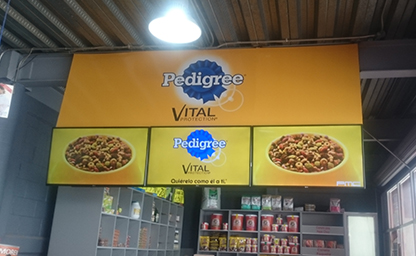 Pedigree
VITAL
PROTECTION
Pedigree
VITAL
Quiérelo como él a ti.